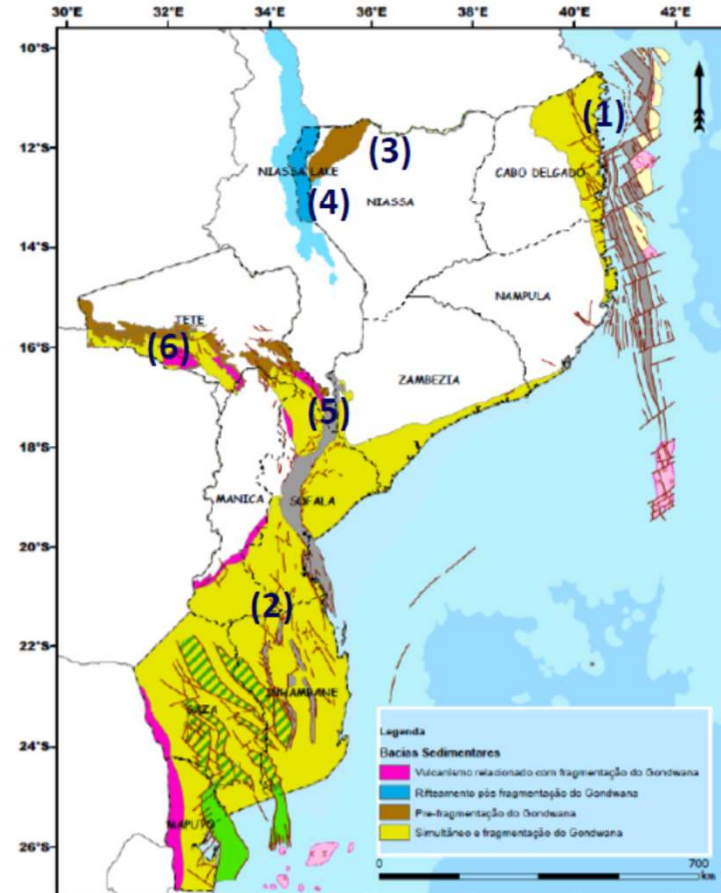 30°E 32°E 34°E 36°E 38°E 40°E 42°E
10°S
(1)
12°S
(3)
NIASSA LAKE
CABO DELGADO
(4)
NIASSA
14°S
NAMPULA
TETE
16°S
(6)
ZAMBEZIA
(5)
18°S
MANICA
SOFALA
20°S
(2)
22°S
INHAMBANE
GAZA
24°S
MAPUTO
26°S
Legenda
Bacias Sedimentares
Vulcanismo relacionado com fragmentação do Gondwana
Rifteamento pós fragmentação do Gondwana
Pre-fragmentação do Gondwana
Simultâneo e fragmentação do Gondwana
0 700
km